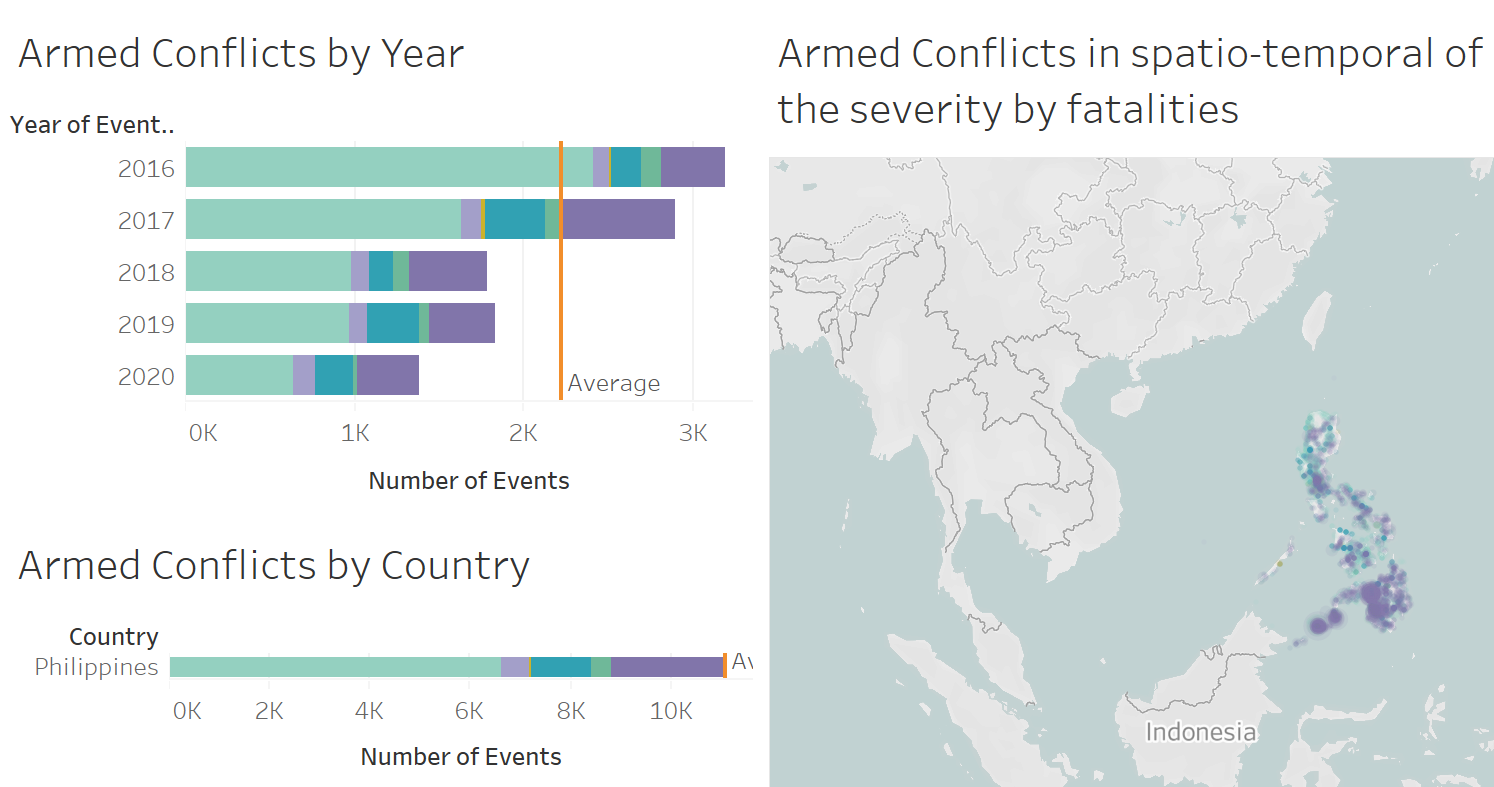 Armed Conflicts by Year
Year of Event..
2016
2017
2018
2019
2020
Average
0K 1K 2K 3K
Number of Events
Armed Conflicts by Country
Country
Philippines
Av
0K 2K 4K 6K 8K 10K
Number of Events
Armed Conflicts in spatio-temporal of
the severity by fatalities
Indonesia